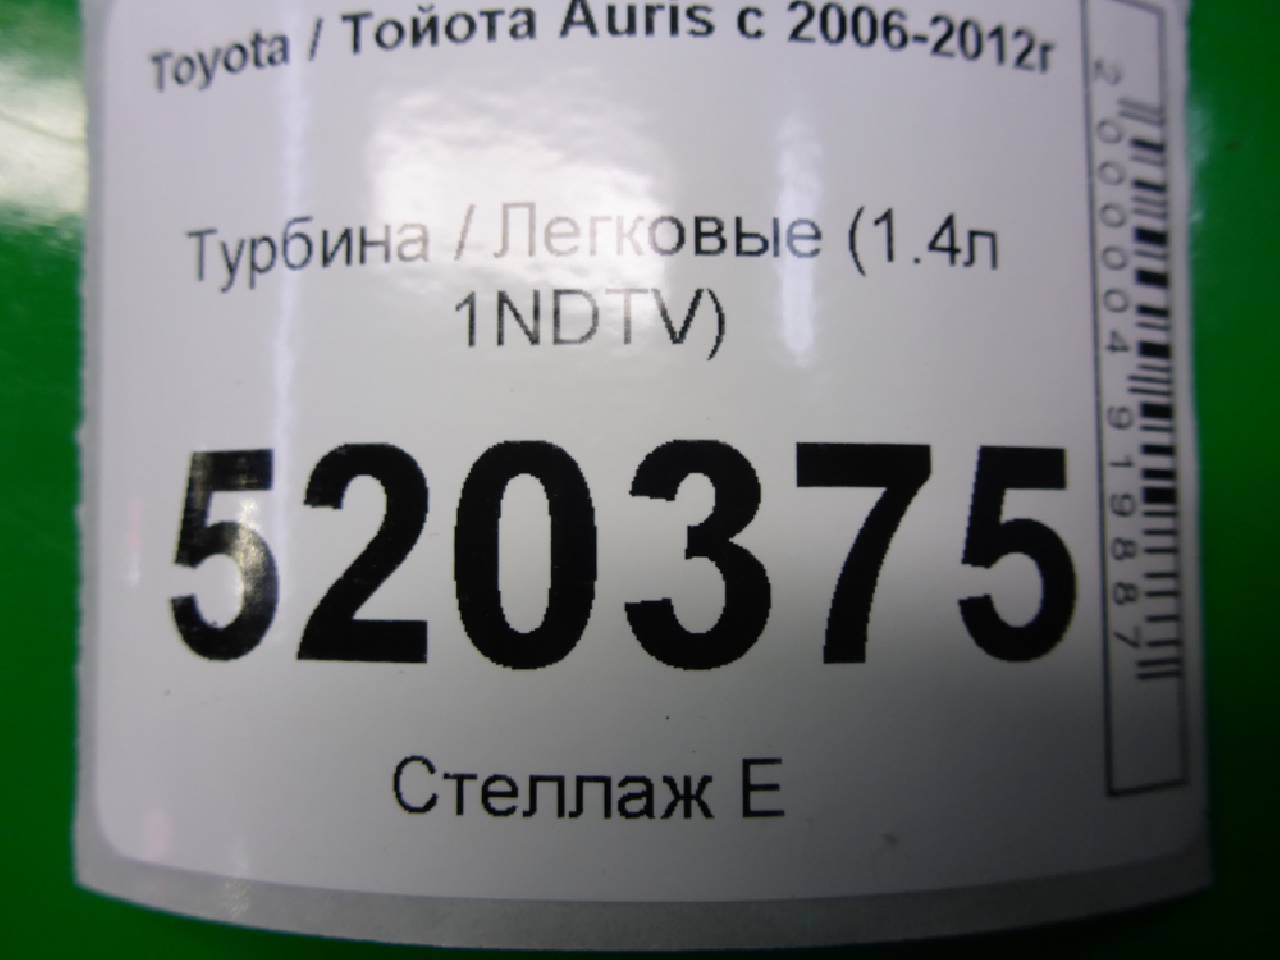 Toyota / Тойота Auris с 2006-2012г
Турбина / Легковые (1.4л
1NDTV)
520375
Стеллаж E
2000004919887